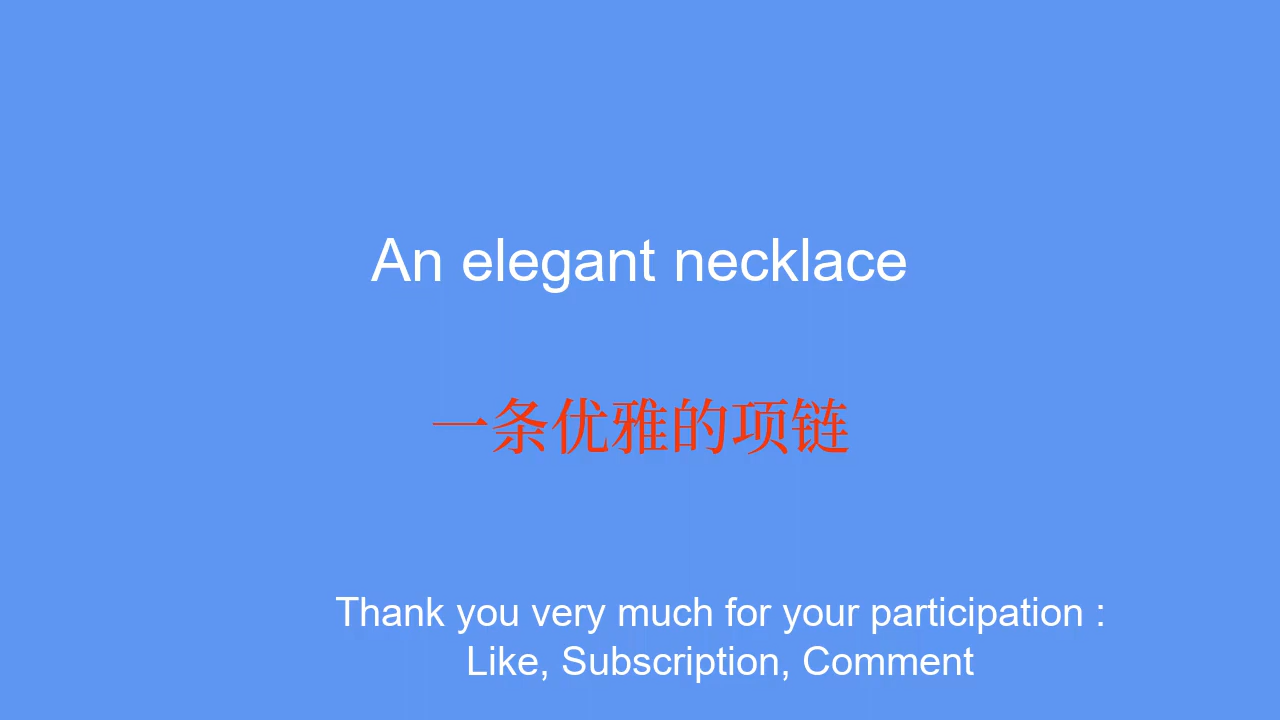 An elegant necklace
一条优雅的项链
Thank you very much for your participation :
Like, Subscription, Comment